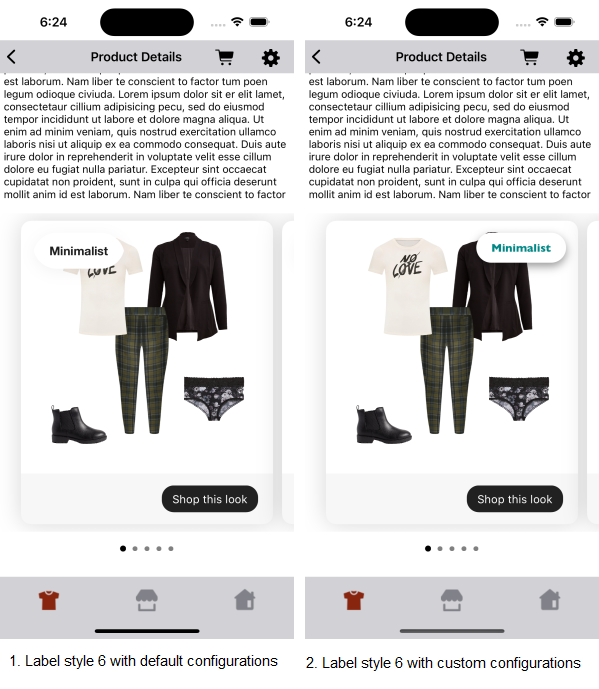 6:24
Product Details
est laborum. Nam liber te conscient to factor tum poen
legum odioque civiuda. Lorem ipsum dolor sit er elit lamet,
consectetaur cillium adipisicing pecu, sed do eiusmod
tempor incididunt ut labore et dolore magna aliqua. Ut
enim ad minim veniam, quis nostrud exercitation ullamco
laboris nisi ut aliquip ex ea commodo consequat. Duis aute
irure dolor in reprehenderit in voluptate velit esse cillum
dolore eu fugiat nulla pariatur. Excepteur sint occaecat
cupidatat non proident, sunt in culpa qui officia deserunt
mollit anim id est laborum. Nam liber te conscient to factor
Minimalist
LOVE
Shop this look
1. Label style 6 with default configurations
6:24
Product Details
est laborum. Nam liber te conscient to factor tum poen
legum odioque civiuda. Lorem ipsum dolor sit er elit lamet,
consectetaur cillium adipisicing pecu, sed do eiusmod
tempor incididunt ut labore et dolore magna aliqua. Ut
enim ad minim veniam, quis nostrud exercitation ullamco
laboris nisi ut aliquip ex ea commodo consequat. Duis aute
irure dolor in reprehenderit in voluptate velit esse cillum
dolore eu fugiat nulla pariatur. Excepteur sint occaecat
cupidatat non proident, sunt in culpa qui officia deserunt
mollit anim id est laborum. Nam liber te conscient to factor
Minimalist
NO
LOVE
Shop this look
2. Label style 6 with custom configurations